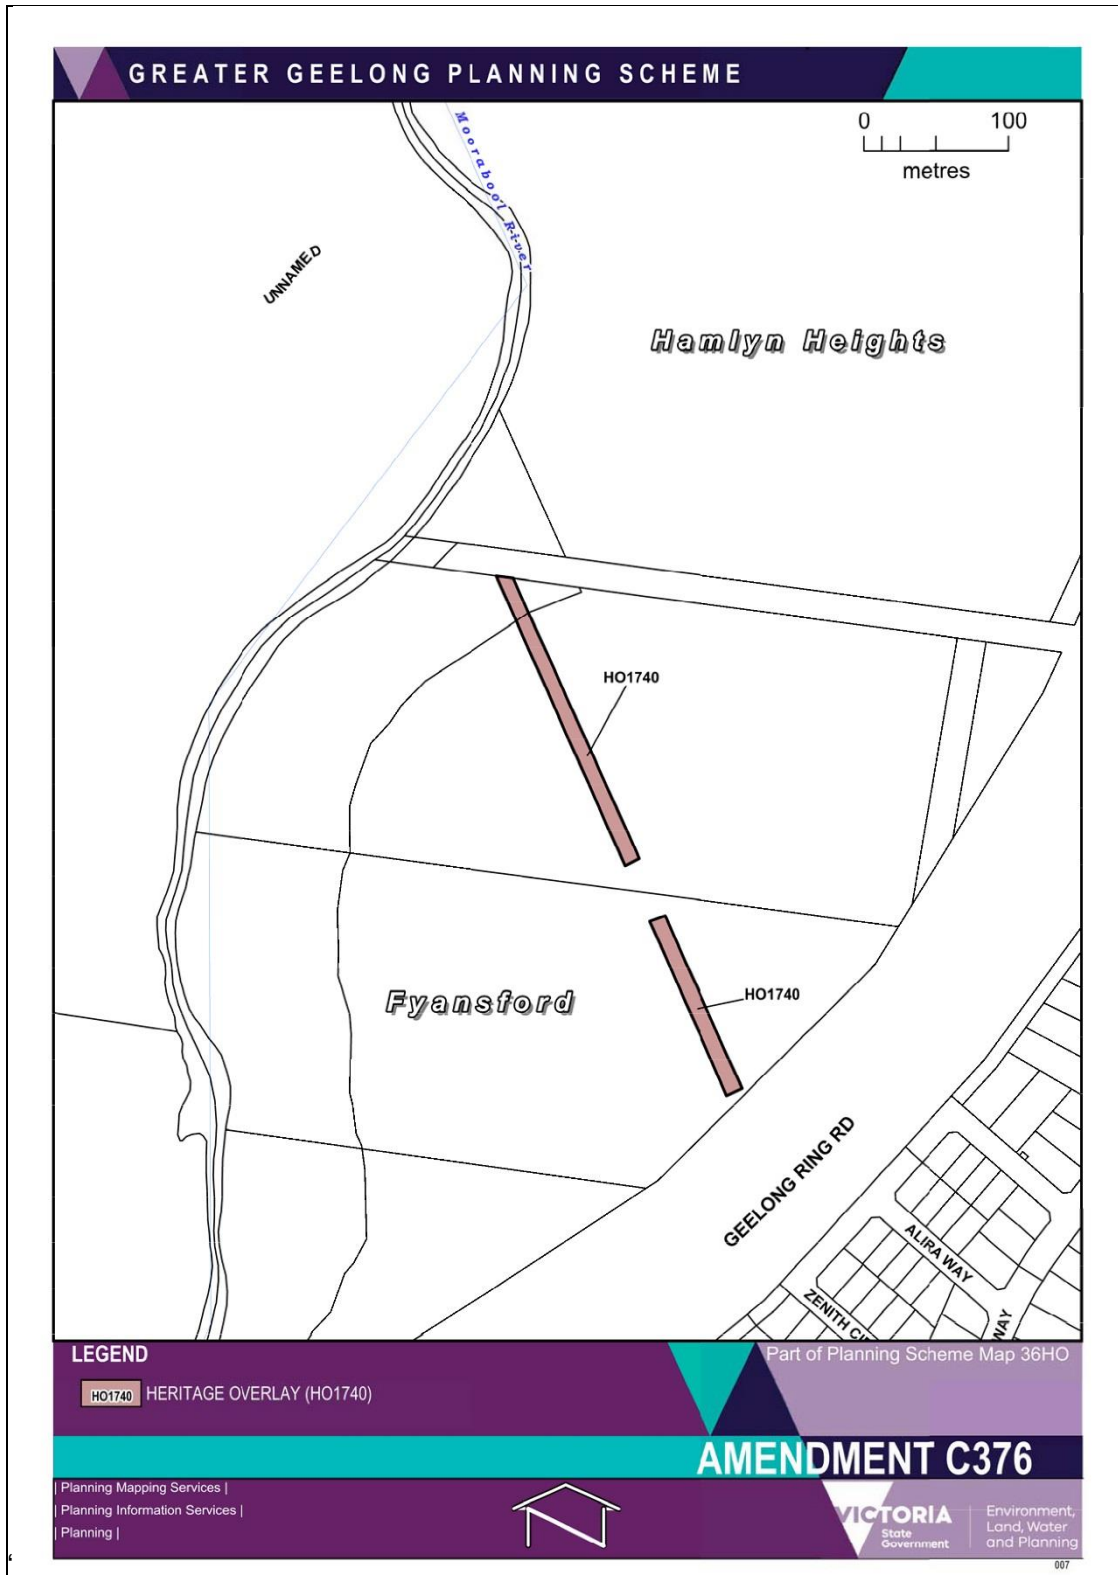 GREATER GEELONG PLANNING SCHEME
0 100
metres
Moorabool River
UNNAMED
Hamlyn Heights
HO1740
HO1740
Fyansford
GEELONG RING RD
ALIRA WAY
ZENITH CI
WAY
LEGEND
Part of Planning Scheme Map 36HO
HO1740 HERITAGE OVERLAY (HO1740)
AMENDMENT C376
| Planning Mapping Services |
| Planning Information Services |
| Planning |
VICTORIA
State
Government
Environment,
Land, Water
and Planning
007